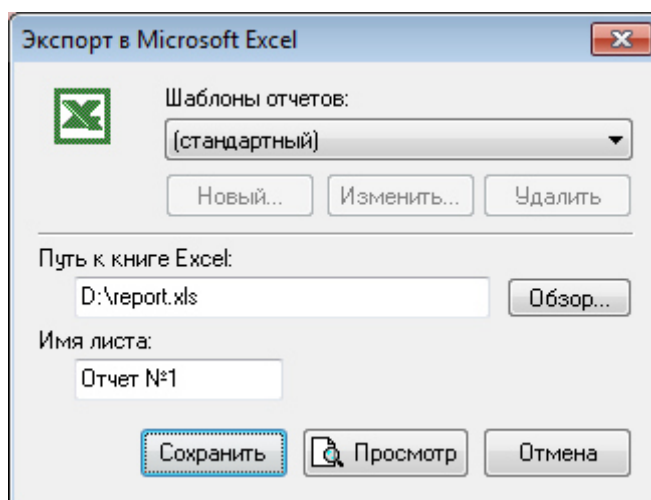 Экспорт в Microsoft Excel
Шаблоны отчетов:
(стандартный)
Новый... Изменить... Удалить
Путь к книге Excel:
D:\report.xls Обзор...
Имя листа:
Отчет №1
Сохранить Просмотр Отмена